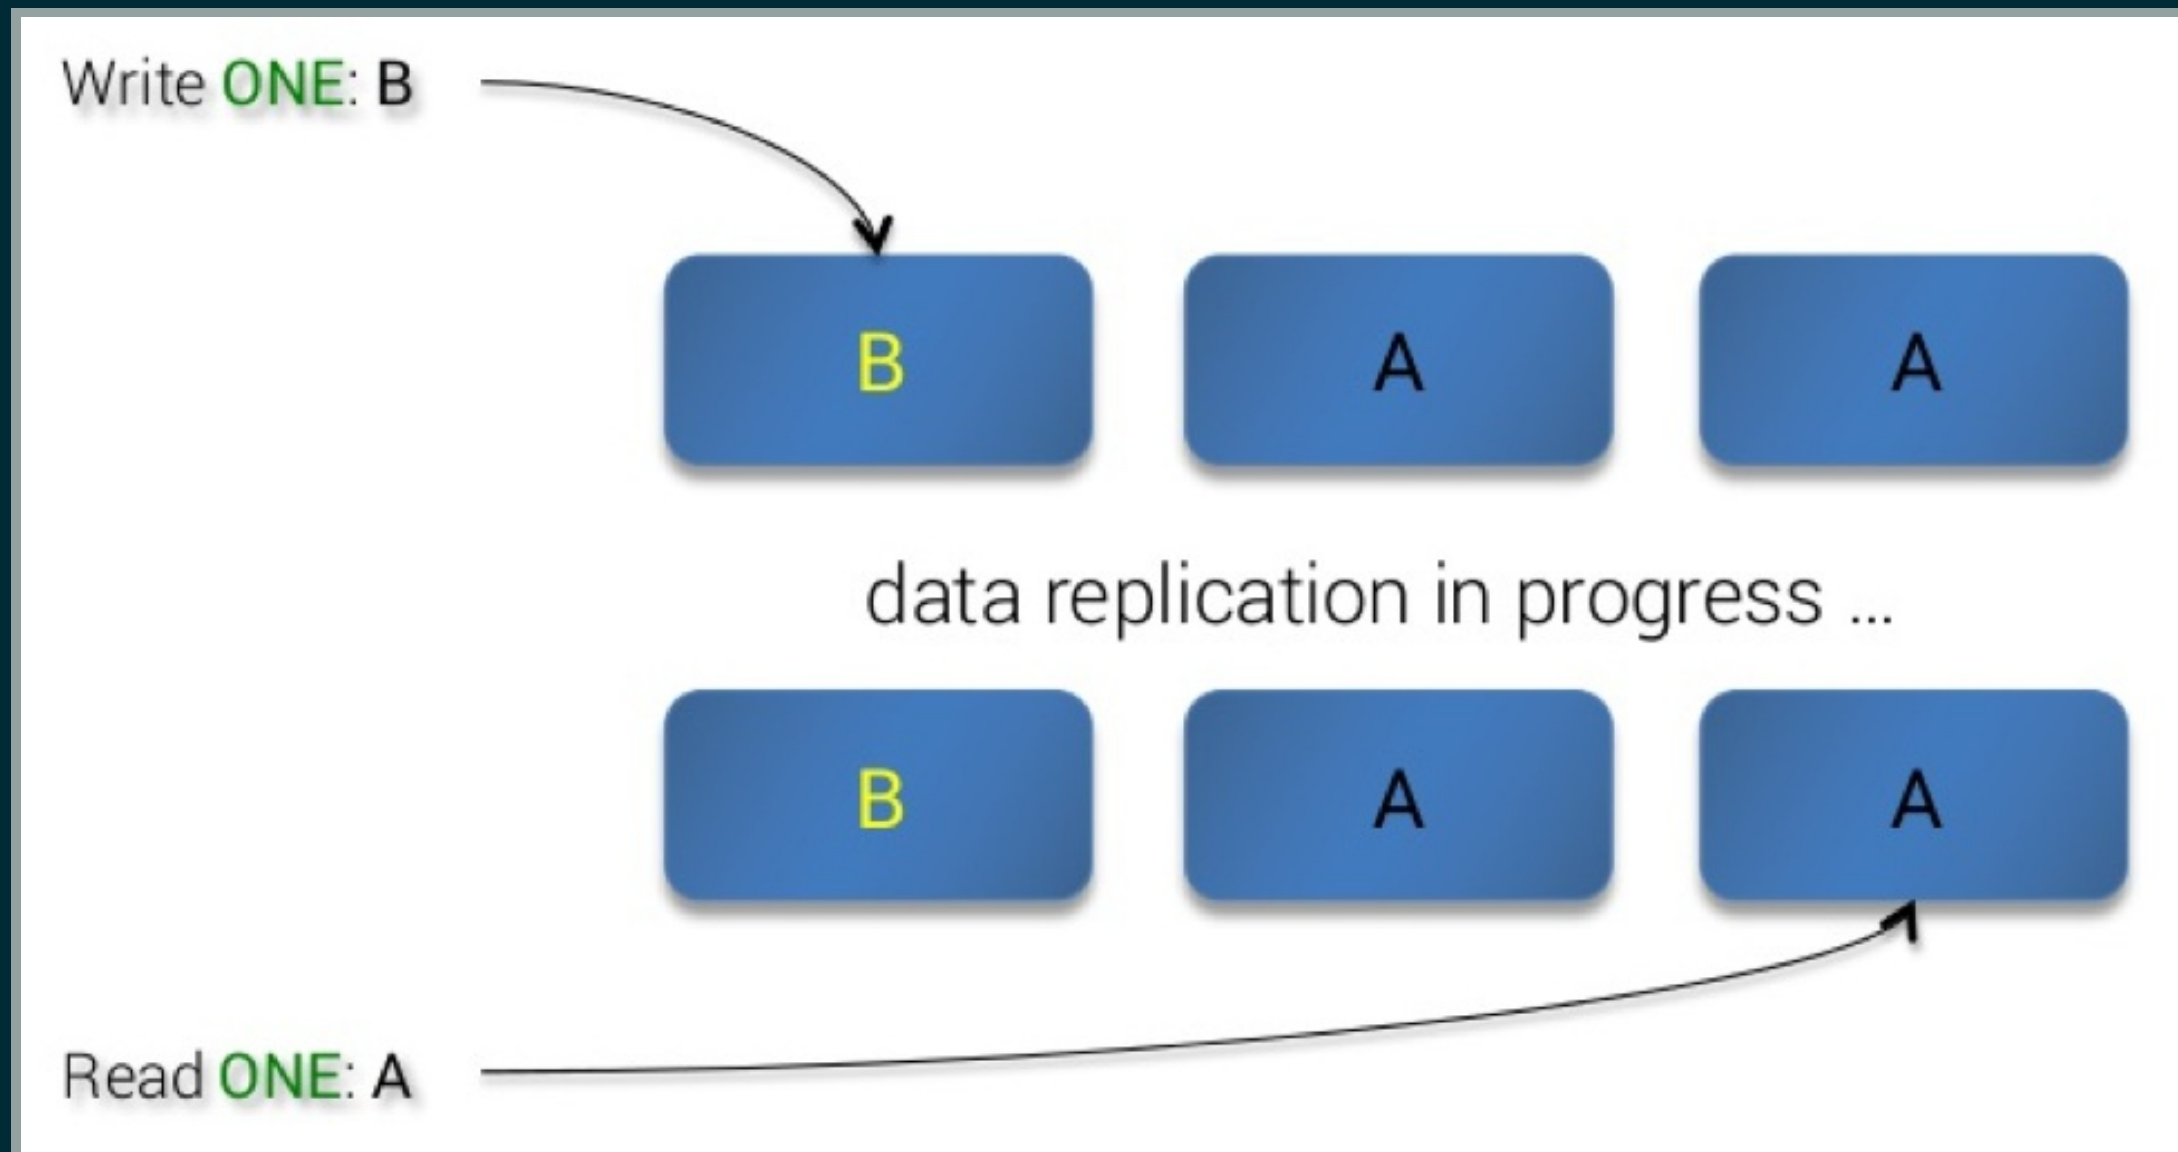 Write ONE: B
B A A
data replication in progress ...
B A A
Read ONE: A